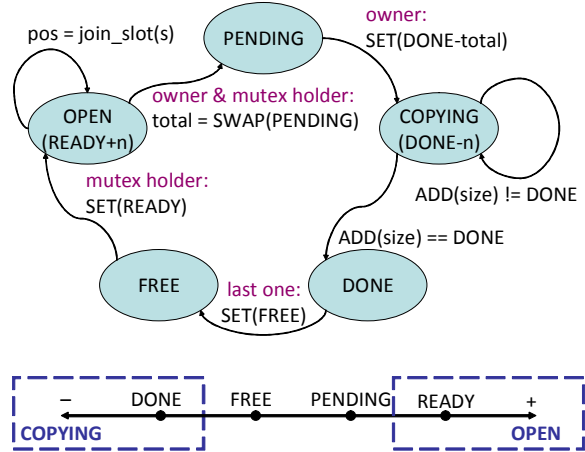 pos = join_slot(s)
PENDING
owner:
SET(DONE-total)
OPEN
(READY+n)
owner & mutex holder:
total = SWAP(PENDING)
COPYING
(DONE-n)
mutex holder:
SET(READY)
ADD(size) != DONE
ADD(size) == DONE
FREE
last one:
SET(FREE)
DONE
– DONE FREE PENDING READY +
COPYING OPEN